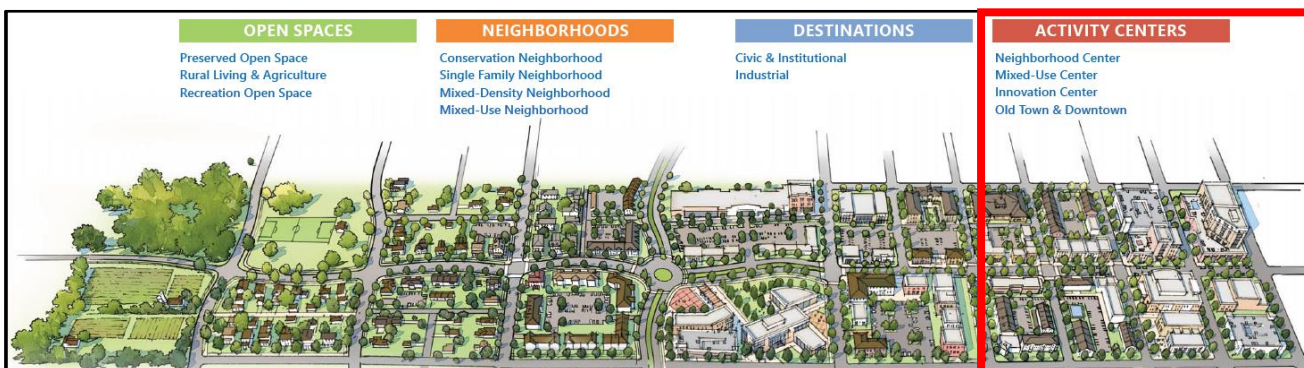 OPEN SPACES
Preserved Open Space
Rural Living & Agriculture
Recreation Open Space
NEIGHBORHOODS
Conservation Neighborhood
Single Family Neighborhood
Mixed-Density Neighborhood
Mixed-Use Neighborhood
DESTINATIONS
Civic & Institutional
Industrial
ACTIVITY CENTERS
Neighborhood Center
Mixed-Use Center
Innovation Center
Old Town & Downtown